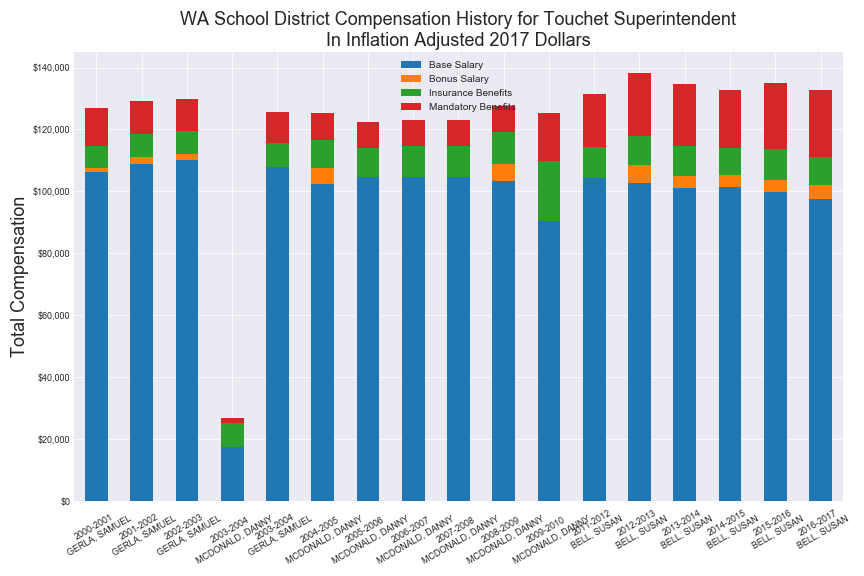 WA School District Compensation History for Touchet Superintendent
In Inflation Adjusted 2017 Dollars
Base Salary
Bonus Salary
Insurance Benefits
Mandatory Benefits
Total Compensation
$140,000
$120,000
$100,000
$80,000
$60,000
$40,000
$20,000
$0
2000-2001
GERLA, SAMUEL
2001-2002
GERLA, SAMUEL
2002-2003
GERLA, SAMUEL
2003-2004
MCDONALD, DANNY
2003-2004
GERLA, SAMUEL
2004-2005
MCDONALD, DANNY
2005-2006
MCDONALD, DANNY
2006-2007
MCDONALD, DANNY
2007-2008
MCDONALD, DANNY
2008-2009
MCDONALD, DANNY
2009-2010
MCDONALD, DANNY
2011-2012
BELL, SUSAN
2012-2013
BELL, SUSAN
2013-2014
BELL, SUSAN
2014-2015
BELL, SUSAN
2015-2016
BELL, SUSAN
2016-2017
BELL, SUSAN